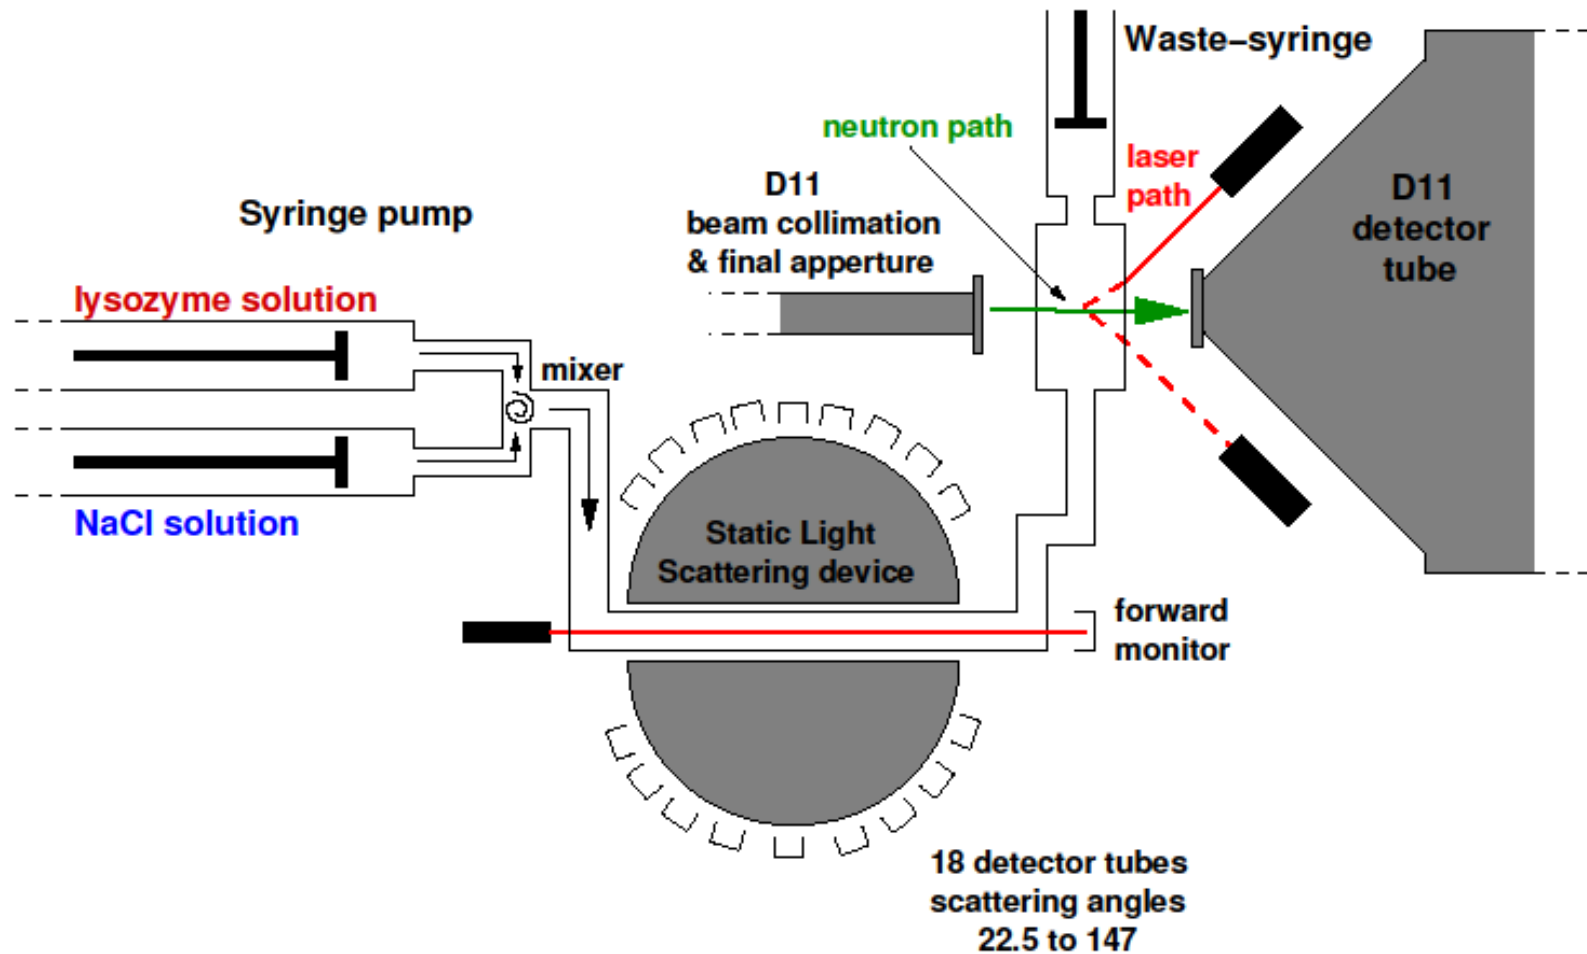 Waste–syringe
neutron path
laser
path
D11
beam collimation
& final apperture
D11
detector
tube
Syringe pump
lysozyme solution
mixer
NaCl solution
Static Light
Scattering device
forward
monitor
18 detector tubes
scattering angles
22.5 to 147